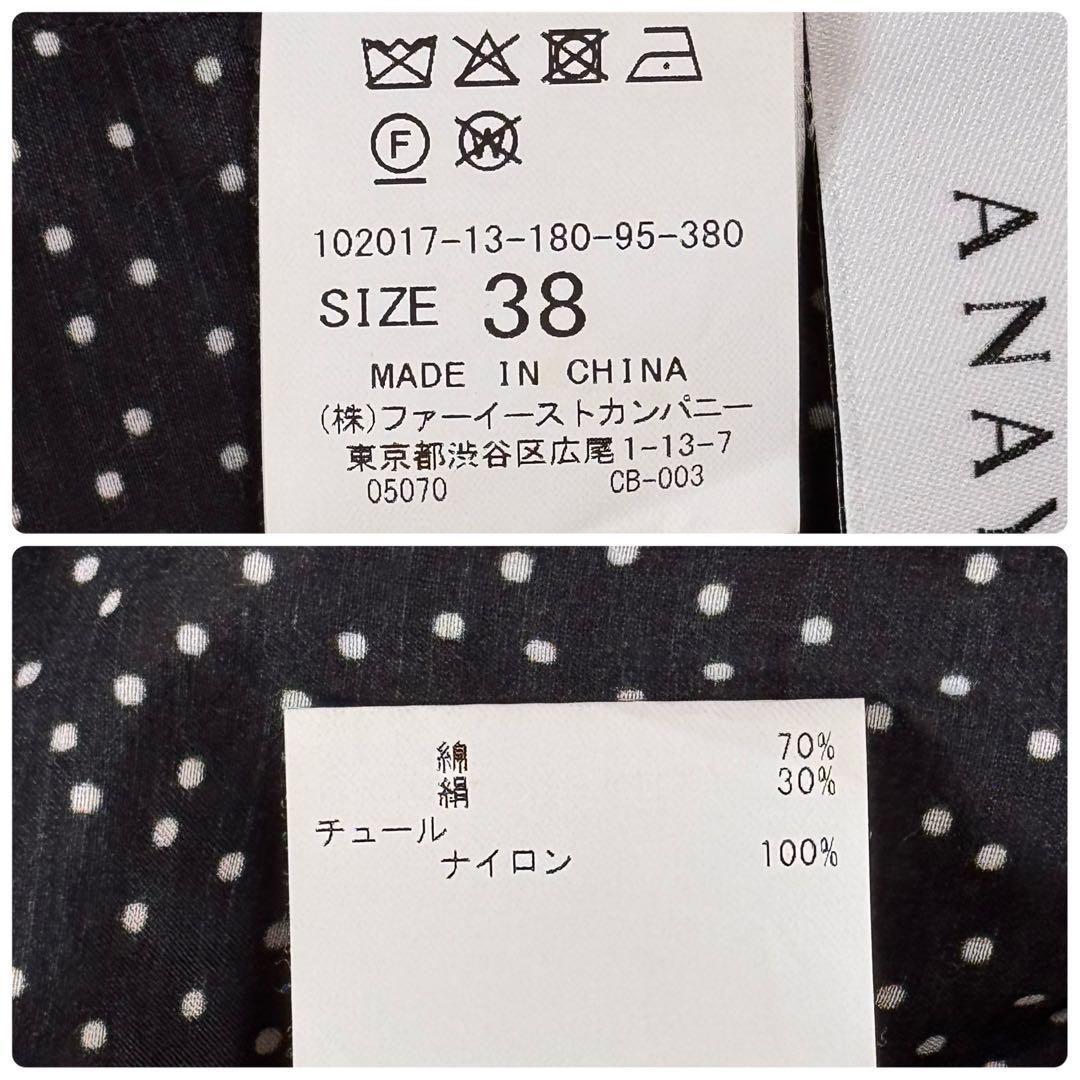 F
W
102017-13-180-95-380
SIZE 38
MADE IN CHINA
(株)ファーイーストカンパニー
東京都渋谷区広尾1-13-7
05070 CB-003
ANAY
綿 70%
絹 30%
チュール
ナイロン 100%